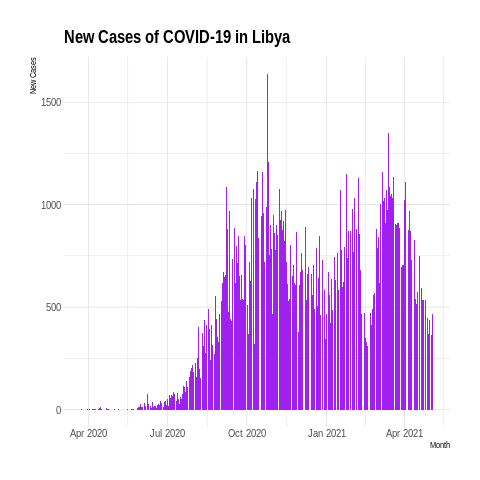 New Cases of COVID-19 in Libya
New Cases
1500
1000
500
0
Apr 2020 Jul 2020 Oct 2020 Jan 2021 Apr 2021
Month